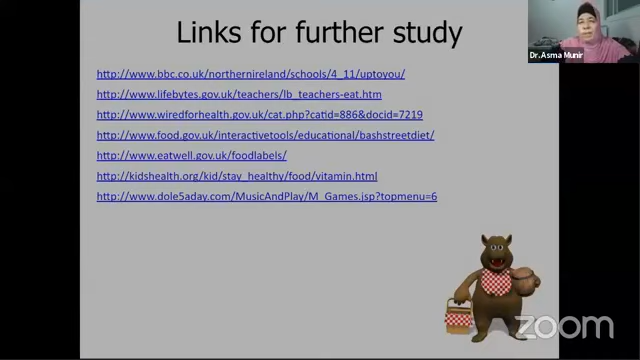 Links for further study
Dr.Asma Munir
http://www.bbc.co.uk/northernireland/schools/4_11/uptoyou/
http://www.lifebytes.gov.uk/teachers/lb_teachers-eat.htm
http://www.wiredforhealth.gov.uk/cat.php?catid=886&docid=7219
http://www.food.gov.uk/interactivetools/educational/bashstreetdiet/
http://www.eatwell.gov.uk/foodlabels/
http://kidshealth.org/kid/stay_healthy/food/vitamin.html
http://www.dole5aday.com/MusicAndPlay/M_Games.jsp?topmenu=6
zoom